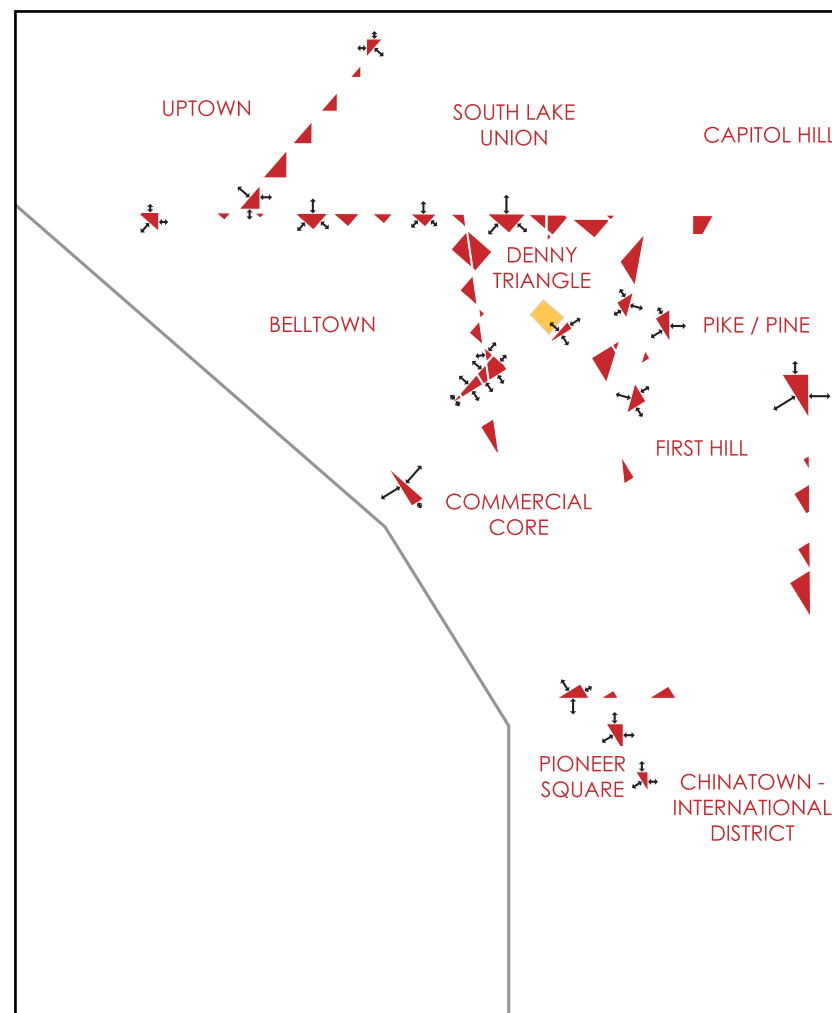 UPTOWN
SOUTH LAKE
UNION
CAPITOL HILL
DENNY
TRIANGLE
BELLTOWN
PIKE / PINE
FIRST HILL
COMMERCIAL
CORE
PIONEER
SQUARE
CHINATOWN -
INTERNATIONAL
DISTRICT